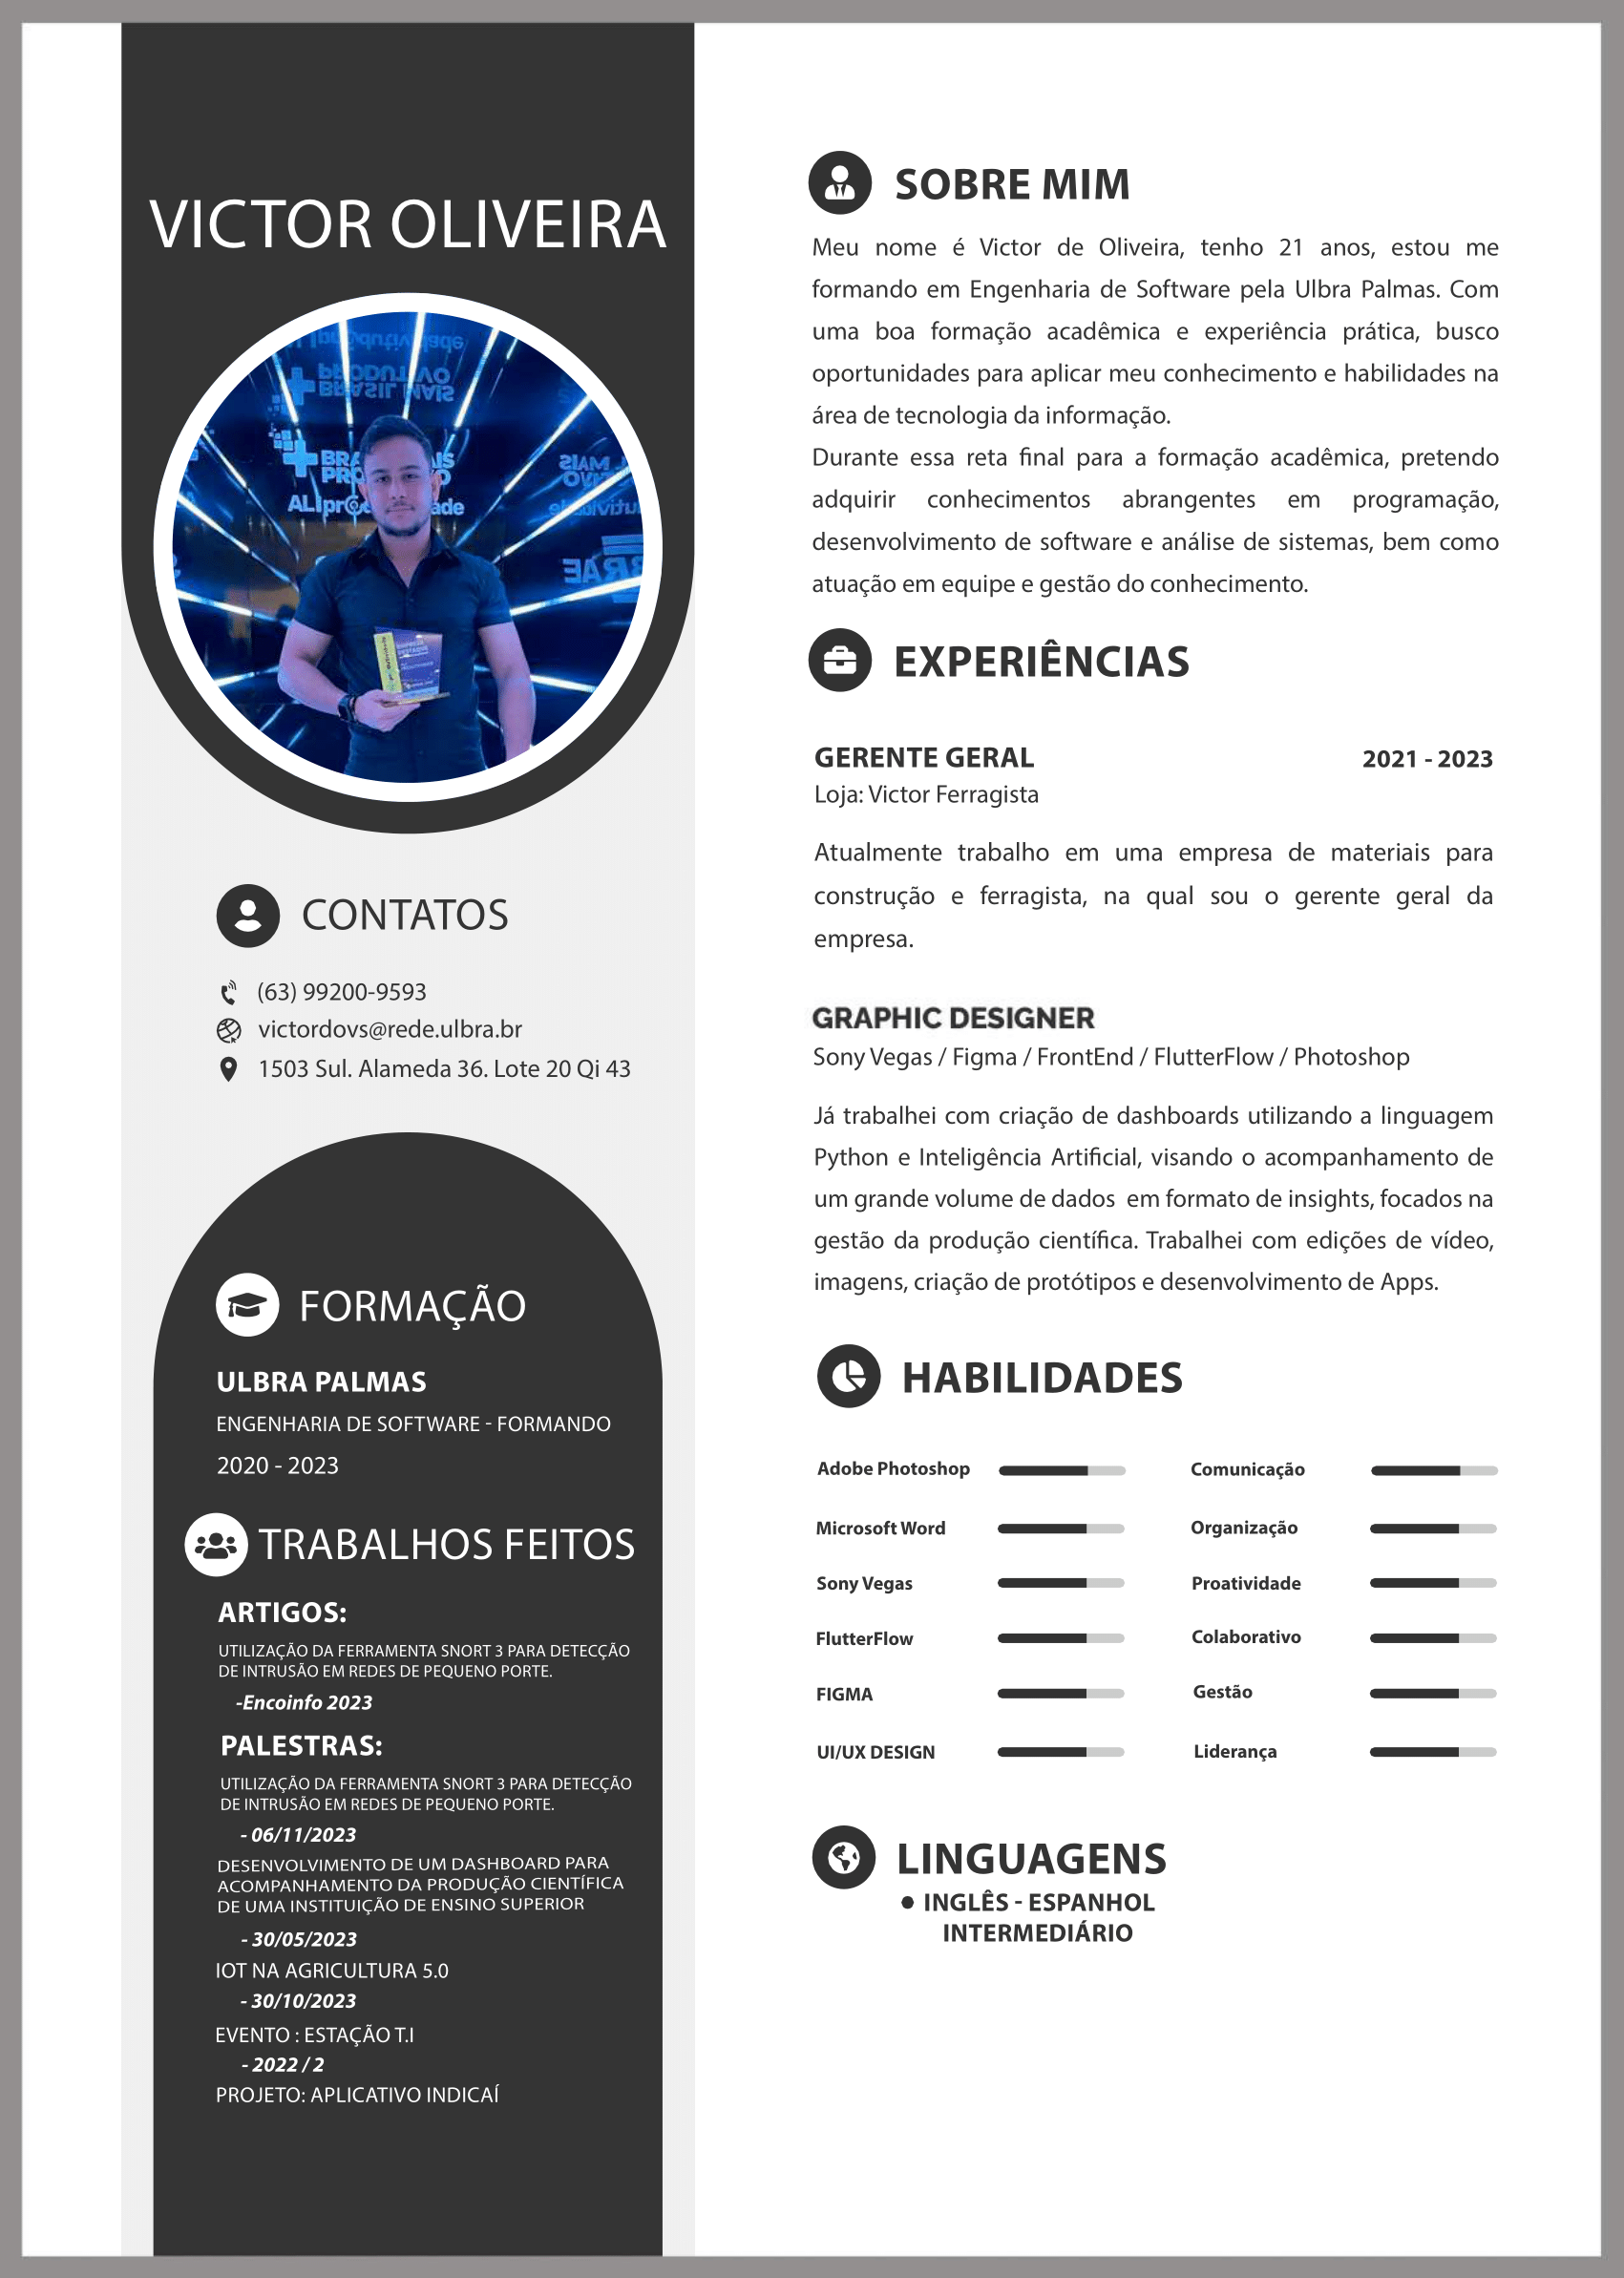 VICTOR OLIVEIRA
BRASIL MAIS
PRODUTIVO
CONTATOS
(63) 99200-9593
victordovs@rede.ulbra.br
1503 Sul. Alameda 36. Lote 20 Qi 43
FORMAÇÃO
ULBRA PALMAS
ENGENHARIA DE SOFTWARE - FORMANDO
2020 - 2023
TRABALHOS FEITOS
ARTIGOS:
UTILIZAÇÃO DA FERRAMENTA SNORT 3 PARA DETECÇÃO
DE INTRUSÃO EM REDES DE PEQUENO PORTE.
-Encoinfo 2023
PALESTRAS:
UTILIZAÇÃO DA FERRAMENTA SNORT 3 PARA DETECÇÃO
DE INTRUSÃO EM REDES DE PEQUENO PORTE.
- 06/11/2023
DESENVOLVIMENTO DE UM DASHBOARD PARA
ACOMPANHAMENTO DA PRODUÇÃO CIENTÍFICA
DE UMA INSTITUIÇÃO DE ENSINO SUPERIOR
- 30/05/2023
IOT NA AGRICULTURA 5.0
- 30/10/2023
EVENTO : ESTAÇÃO T.I
- 2022 / 2
PROJETO: APLICATIVO INDICAÍ
SOBRE MIM
Meu nome é Victor de Oliveira, tenho 21 anos, estou me
formando em Engenharia de Software pela Ulbra Palmas. Com
uma boa formação acadêmica e experiência prática, busco
oportunidades para aplicar meu conhecimento e habilidades na
área de tecnologia da informação.
Durante essa reta final para a formação acadêmica, pretendo
adquirir conhecimentos abrangentes em programação,
desenvolvimento de software e análise de sistemas, bem como
atuação em equipe e gestão do conhecimento.
EXPERIÊNCIAS
GERENTE GERAL 2021 - 2023
Loja: Victor Ferragista
Atualmente trabalho em uma empresa de materiais para
construção e ferragista, na qual sou o gerente geral da
empresa.
GRAPHIC DESIGNER
Sony Vegas / Figma / FrontEnd / FlutterFlow / Photoshop
Já trabalhei com criação de dashboards utilizando a linguagem
Python e Inteligência Artificial, visando o acompanhamento de
um grande volume de dados em formato de insights, focados na
gestão da produção científica. Trabalhei com edições de vídeo,
imagens, criação de protótipos e desenvolvimento de Apps.
HABILIDADES
Adobe Photoshop Comunicação
Microsoft Word Organização
Sony Vegas Proatividade
FlutterFlow Colaborativo
FIGMA Gestão
UI/UX DESIGN Liderança
LINGUAGENS
• INGLÊS - ESPANHOL
INTERMEDIÁRIO